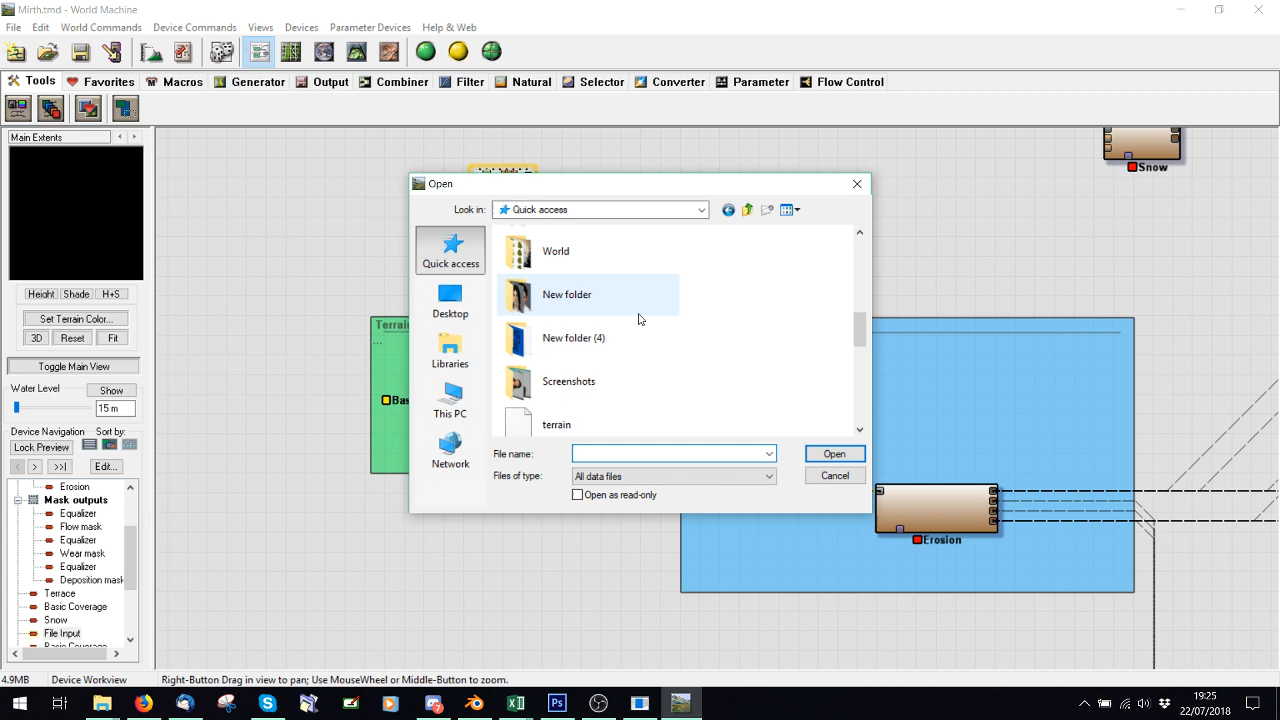 Mirth.tmd - World Machine
File Edit World Commands Device Commands Views Devices Parameter Devices Help & Web
Tools Favorites Macros Generator Output Combiner Filter Natural Selector Converter Parameter Flow Control
Main Extents
Snow
Open
Look in: Quick access
Quick access
World
New folder
Desktop
New folder (4)
Libraries
Screenshots
This PC
terrain
Network
File name: Open
Files of type: All data files Cancel
Open as read-only
Height Shade H+S
Set Terrain Color...
3D Reset Fit
Terrain
...
Toggle Main View
Water Level Show
15 m
Bas
Device Navigation Sort by:
Lock Preview
< > >>| Edit...
Erosion
Mask outputs
Equalizer
Flow mask
Equalizer
Wear mask
Equalizer
Deposition mask
Terrace
Basic Coverage
Snow
File Input
Basic Coverage
Erosion
4.9MB Device Workview Right-Button Drag in view to pan; Use MouseWheel or Middle-Button to zoom.
7
19:25
22/07/2018